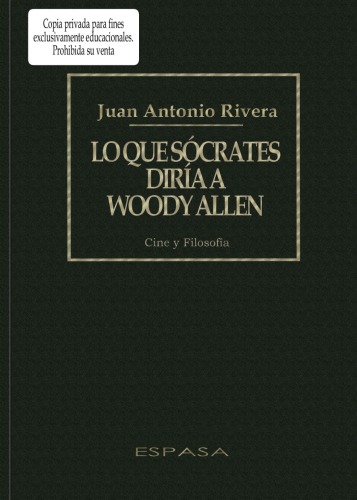 Copia privada para fines
exclusivamente educacionales.
Prohibida su venta
Juan Antonio Rivera
LO QUE SÓCRATES
DIRÍA A
WOODY ALLEN
Cine y Filosofía
ESPASA